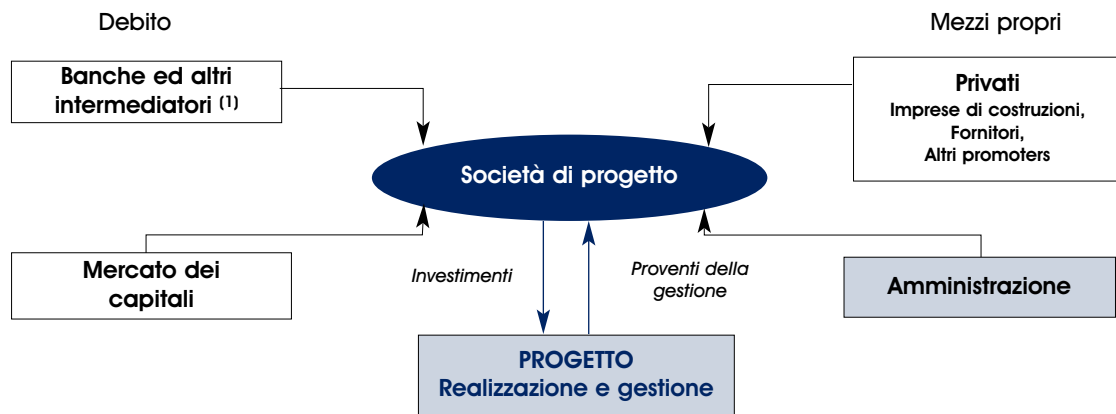 Debito
Mezzi propri
Banche ed altri
intermediatori (1)
Privati
Imprese di costruzioni,
Fornitori,
Altri promoters
Società di progetto
Mercato dei
capitali
Investimenti
Proventi della
gestione
Amministrazione
PROGETTO
Realizzazione e gestione